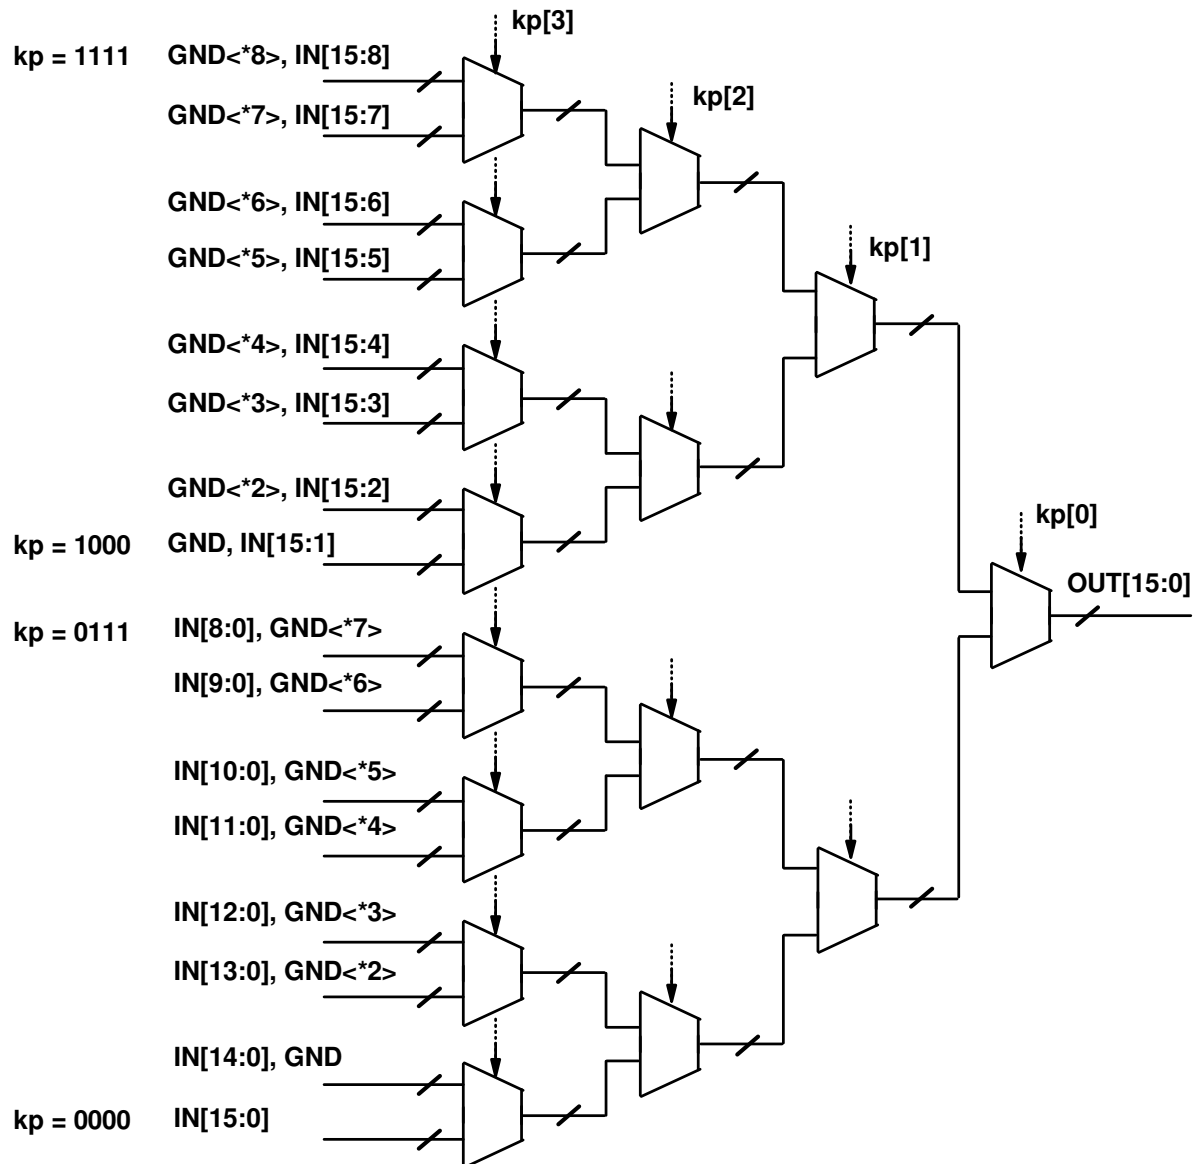 kp[3]
kp = 1111 GND<*8>, IN[15:8]
kp[2]
GND<*7>, IN[15:7]
GND<*6>, IN[15:6]
kp[1]
GND<*5>, IN[15:5]
GND<*4>, IN[15:4]
GND<*3>, IN[15:3]
GND<*2>, IN[15:2]
kp[0]
kp = 1000 GND, IN[15:1]
OUT[15:0]
kp = 0111 IN[8:0], GND<*7>
IN[9:0], GND<*6>
IN[10:0], GND<*5>
IN[11:0], GND<*4>
IN[12:0], GND<*3>
IN[13:0], GND<*2>
IN[14:0], GND
kp = 0000 IN[15:0]